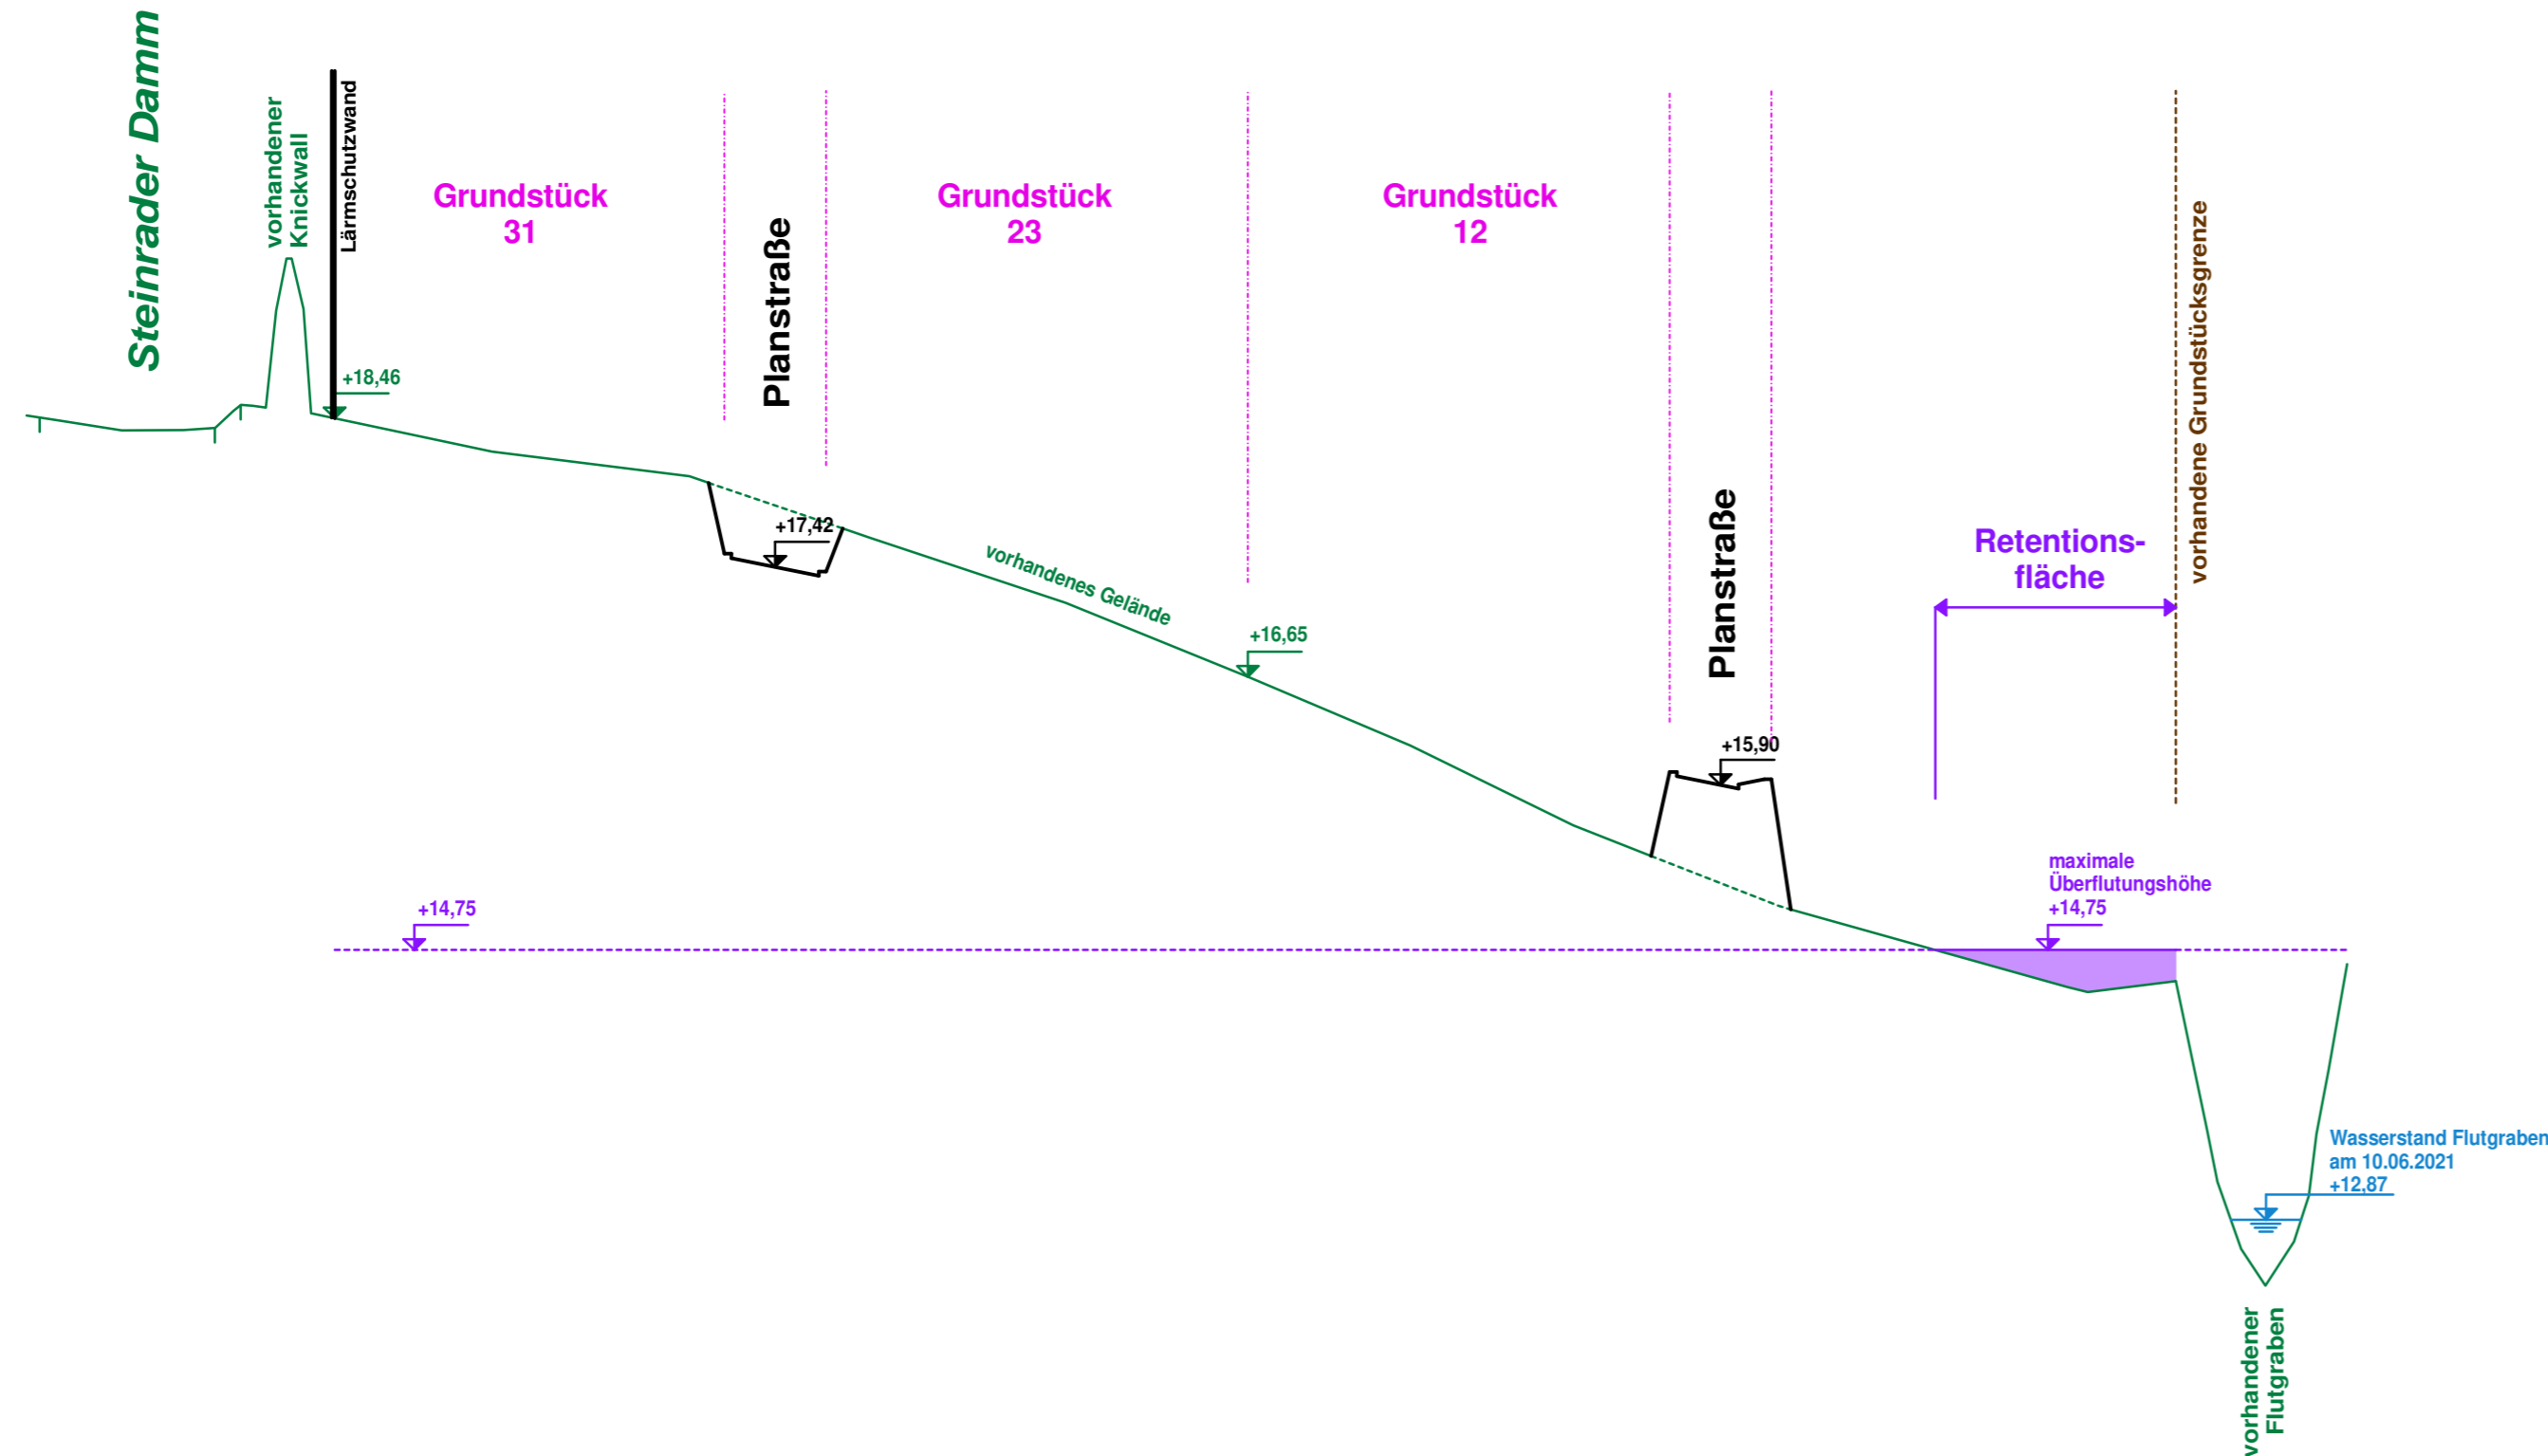 Steinrader Damm
vorhandener
Knickwall
Lärmschutzwand
+18,46
Grundstück
31
Planstraße
+17,42
Grundstück
23
vorhandenes Gelände
+16,65
Grundstück
12
Planstraße
+15,90
Retentions-
fläche
vorhandene Grundstücksgrenze
+14,75
maximale
Überflutungshöhe
+14,75
Wasserstand Flutgraben
am 10.06.2021
+12,87
vorhandener
Flutgraben